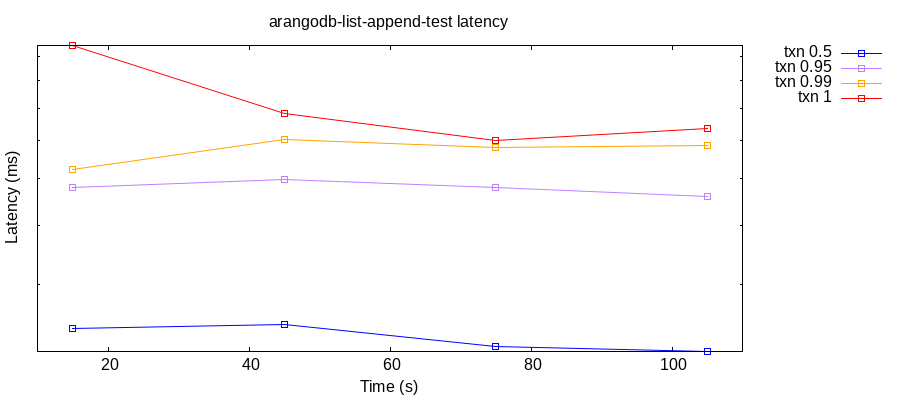 arangodb-list-append-test latency
txn 0.5
txn 0.95
txn 0.99
txn 1
Latency (ms)
20 40 60 80 100
Time (s)